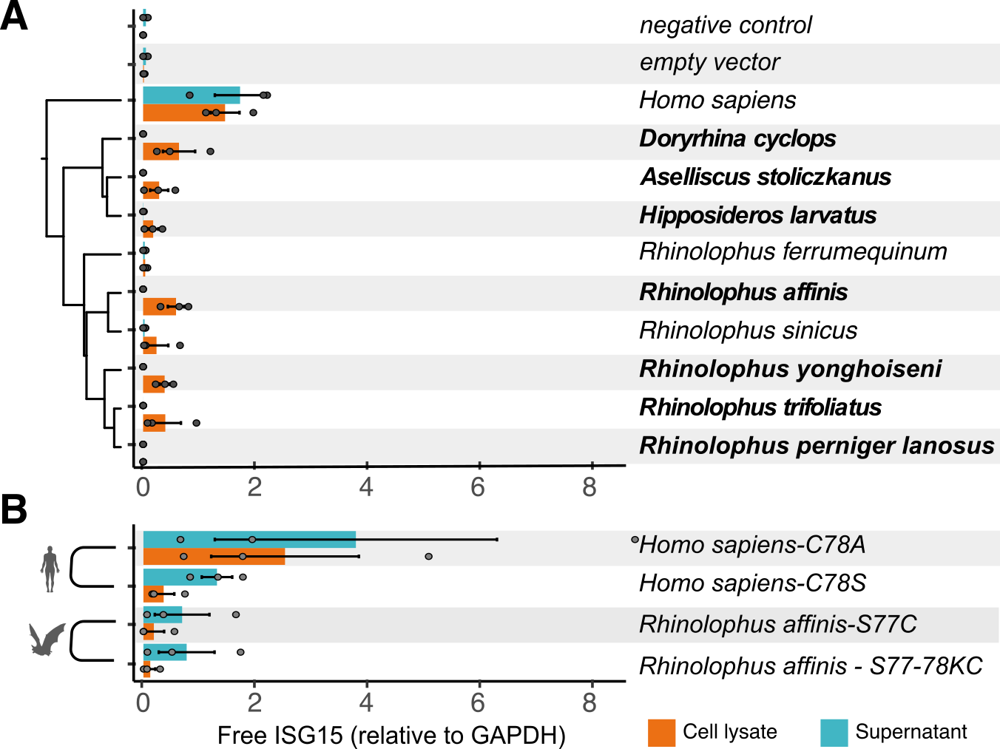 A
negative control
empty vector
Homo sapiens
Doryrhina cyclops
Aselliscus stoliczkanus
Hipposideros larvatus
Rhinolophus ferrumequinum
Rhinolophus affinis
Rhinolophus sinicus
Rhinolophus yonghoiseni
Rhinolophus trifoliatus
Rhinolophus perniger lanosus
0 2 4 6 8
B
Homo sapiens-C78A
Homo sapiens-C78S
Rhinolophus affinis-S77C
Rhinolophus affinis - S77-78KC
0 2 4 6 8
Free ISG15 (relative to GAPDH)
Cell lysate
Supernatant